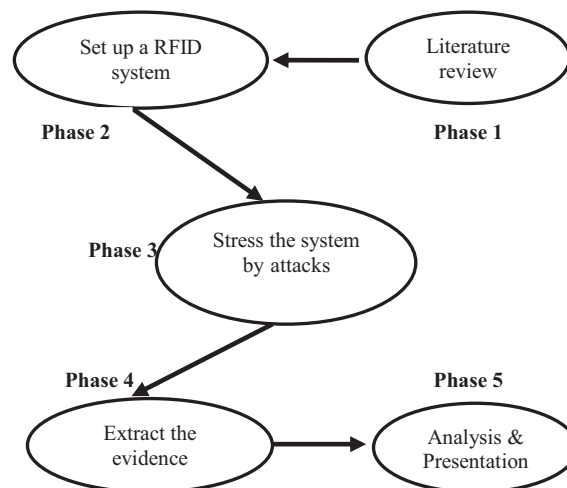 Set up a RFID
system
Literature
review
Phase 2
Phase 1
Phase 3
Stress the system
by attacks
Phase 4
Phase 5
Extract the
evidence
Analysis &
Presentation